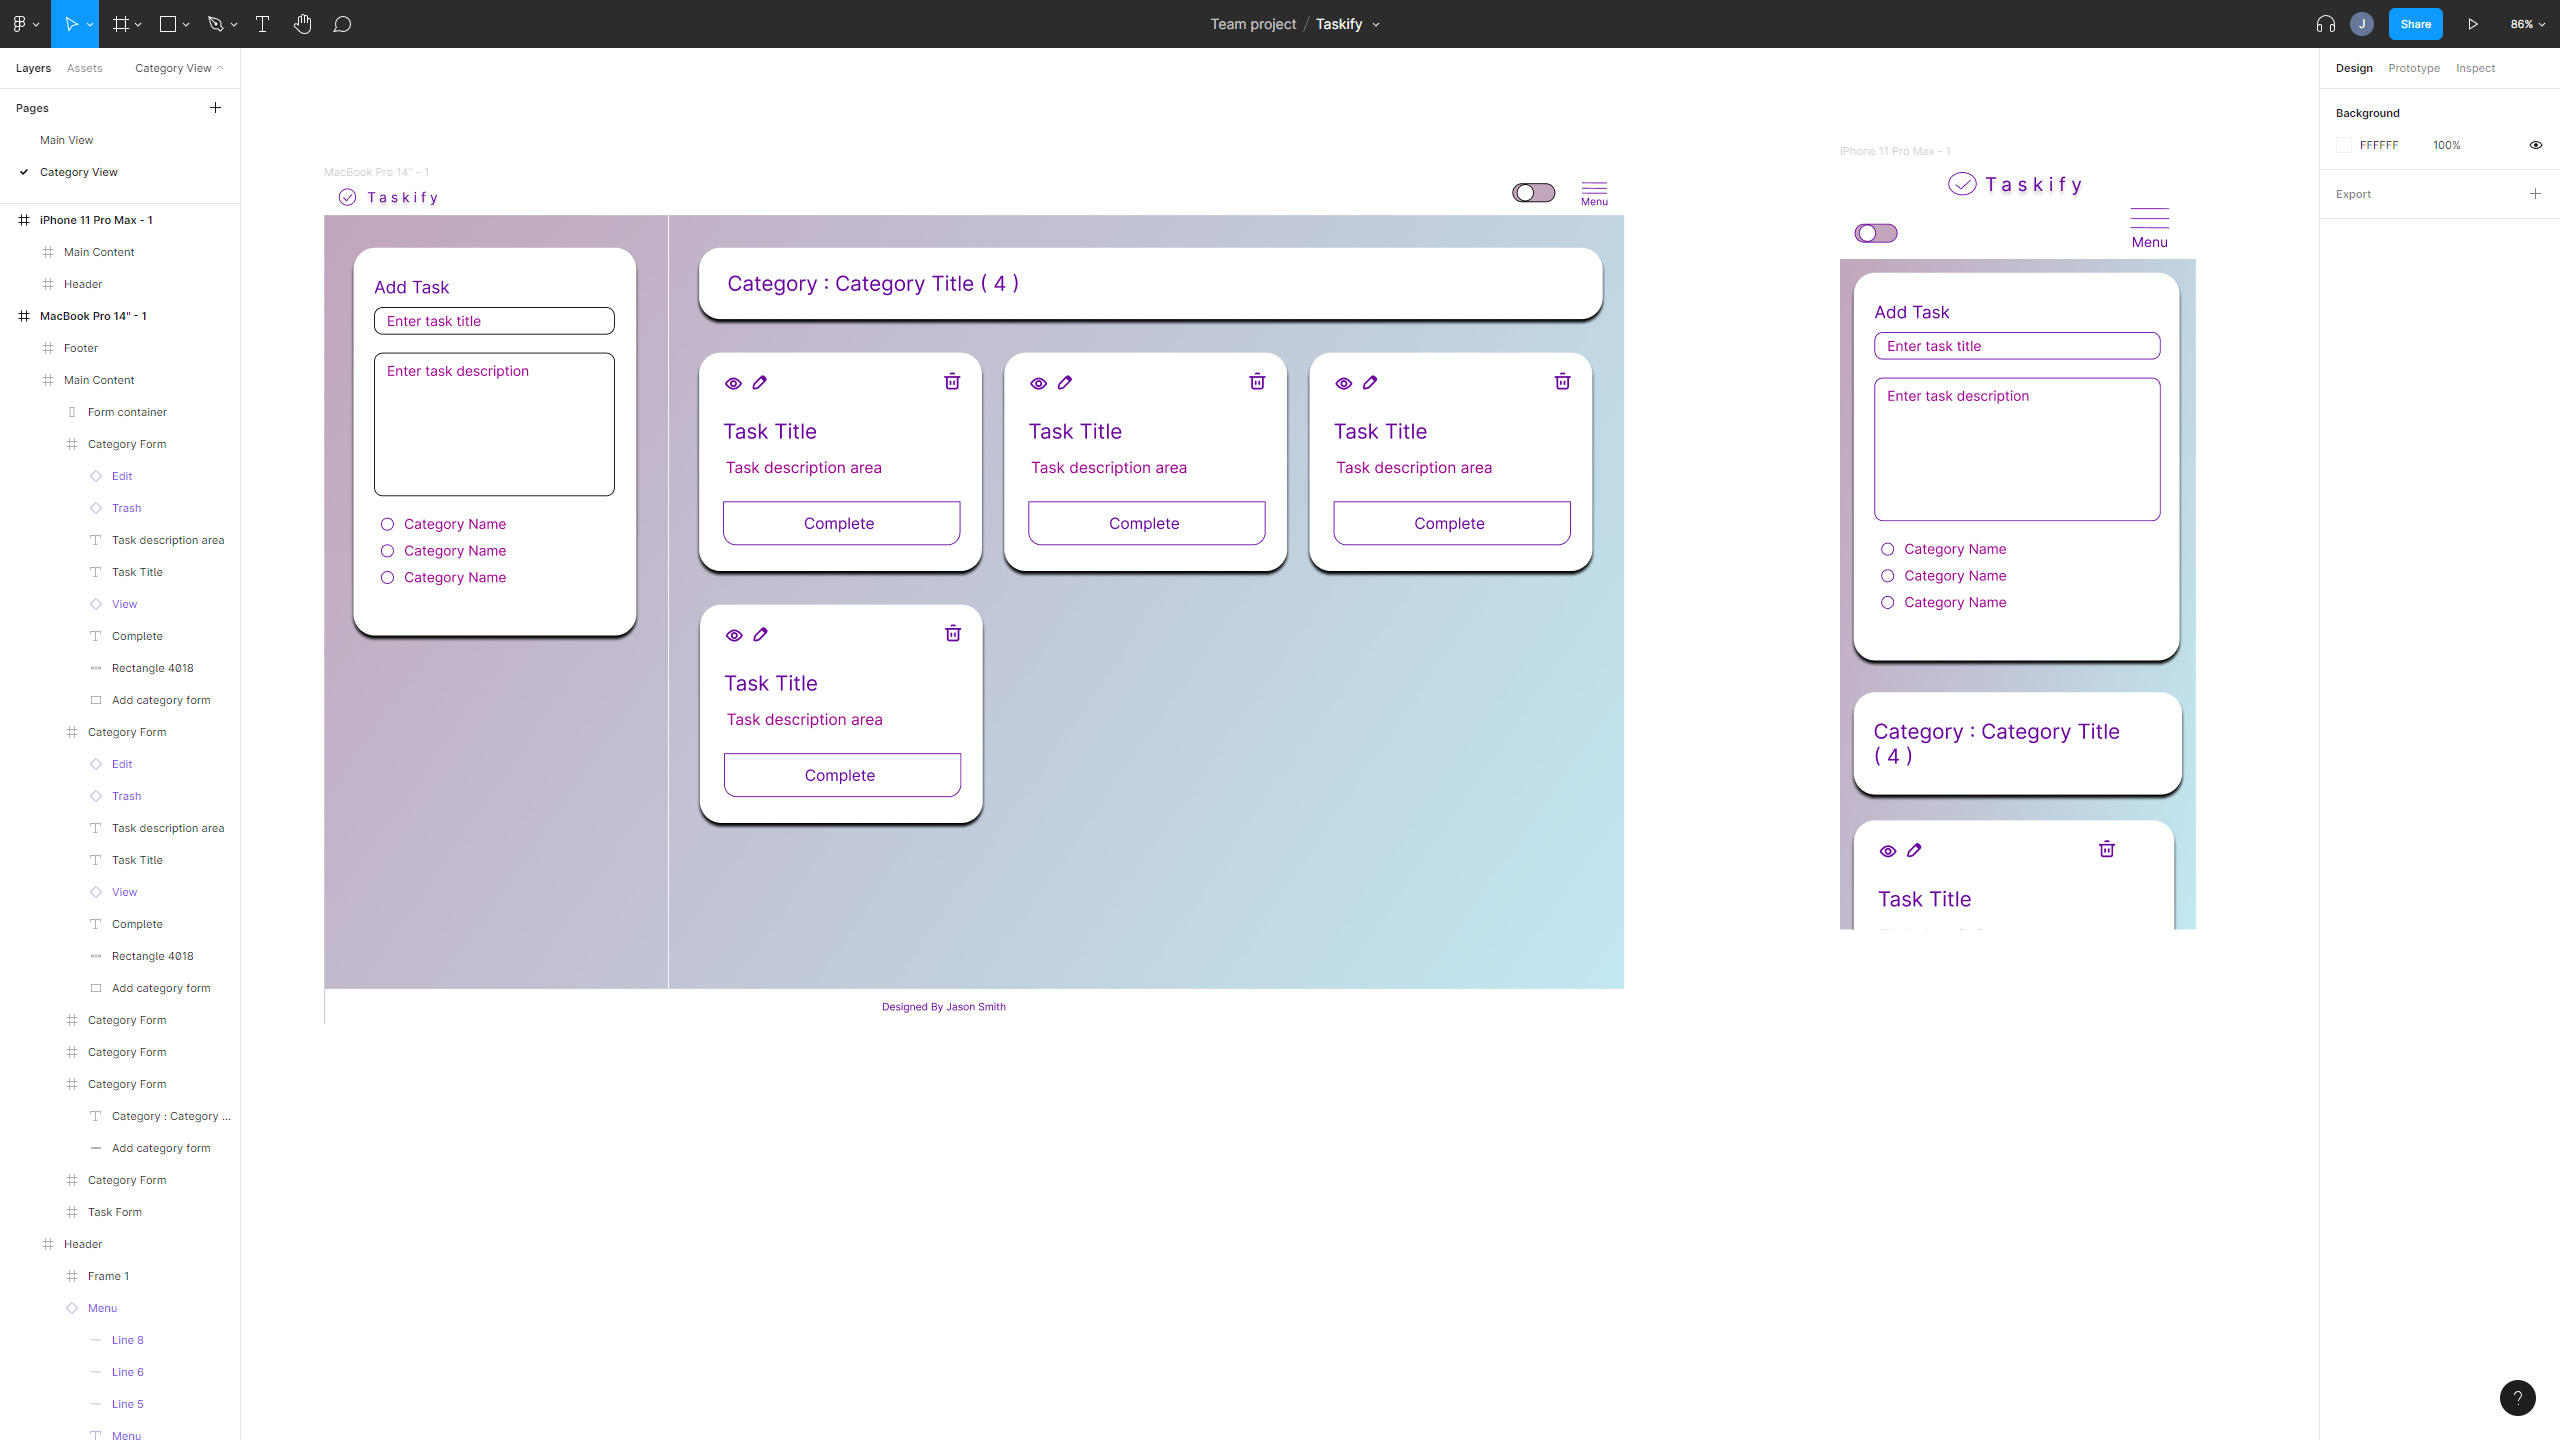 Team project / Taskify
J
Share
86%
Layers
Assets
Category View
Pages
Main View
Category View
iPhone 11 Pro Max - 1
Main Content
Header
MacBook Pro 14" - 1
Footer
Main Content
Form container
Category Form
Edit
Trash
Task description area
Task Title
View
Complete
Rectangle 4018
Add category form
Category Form
Edit
Trash
Task description area
Task Title
View
Complete
Rectangle 4018
Add category form
Category Form
Category Form
Category Form
Category : Category ...
Add category form
Category Form
Task Form
Header
Frame 1
Menu
Line 8
Line 6
Line 5
Menu
MacBook Pro 14" - 1
Taskify
Menu
Add Task
Enter task title
Enter task description
Category Name
Category Name
Category Name
Category : Category Title ( 4 )
Task Title
Task description area
Complete
Task Title
Task description area
Complete
Task Title
Task description area
Complete
Task Title
Task description area
Complete
Designed By Jason Smith
iPhone 11 Pro Max - 1
Taskify
Menu
Add Task
Enter task title
Enter task description
Category Name
Category Name
Category Name
Category : Category Title
( 4 )
Task Title
Design
Prototype
Inspect
Background
FFFFFF
100%
Export
?